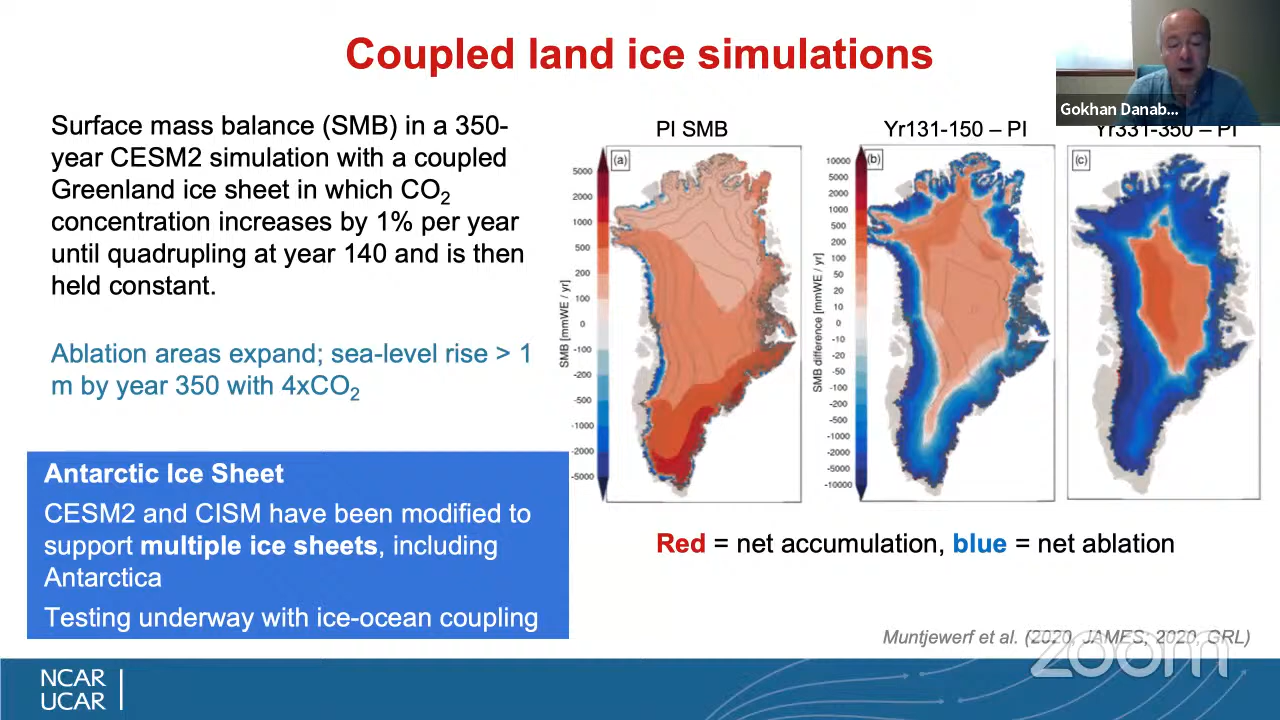 Coupled land ice simulations
Gokhan Danab...
Surface mass balance (SMB) in a 350-
year CESM2 simulation with a coupled
Greenland ice sheet in which CO₂
concentration increases by 1% per year
until quadrupling at year 140 and is then
held constant.
Ablation areas expand; sea-level rise > 1
m by year 350 with 4xCO₂
Antarctic Ice Sheet
CESM2 and CISM have been modified to
support multiple ice sheets, including
Antarctica
Testing underway with ice-ocean coupling
PI SMB
Yr131-150 – PI
Yr331-350 – PI
(a)
5000
2000
1000
500
200
100
0
-100
-200
-500
-1000
-2000
-5000
SMB [mmWE / yr]
(b)
10000
5000
2000
1000
500
200
100
50
20
10
-10
-20
-50
-100
-200
-500
-1000
-2000
-5000
-10000
SMB difference [mmWE / yr]
(c)
Red = net accumulation, blue = net ablation
Muntjewerf et al. (2020, JAMES; 2020, GRL)
zoom
NCAR
UCAR